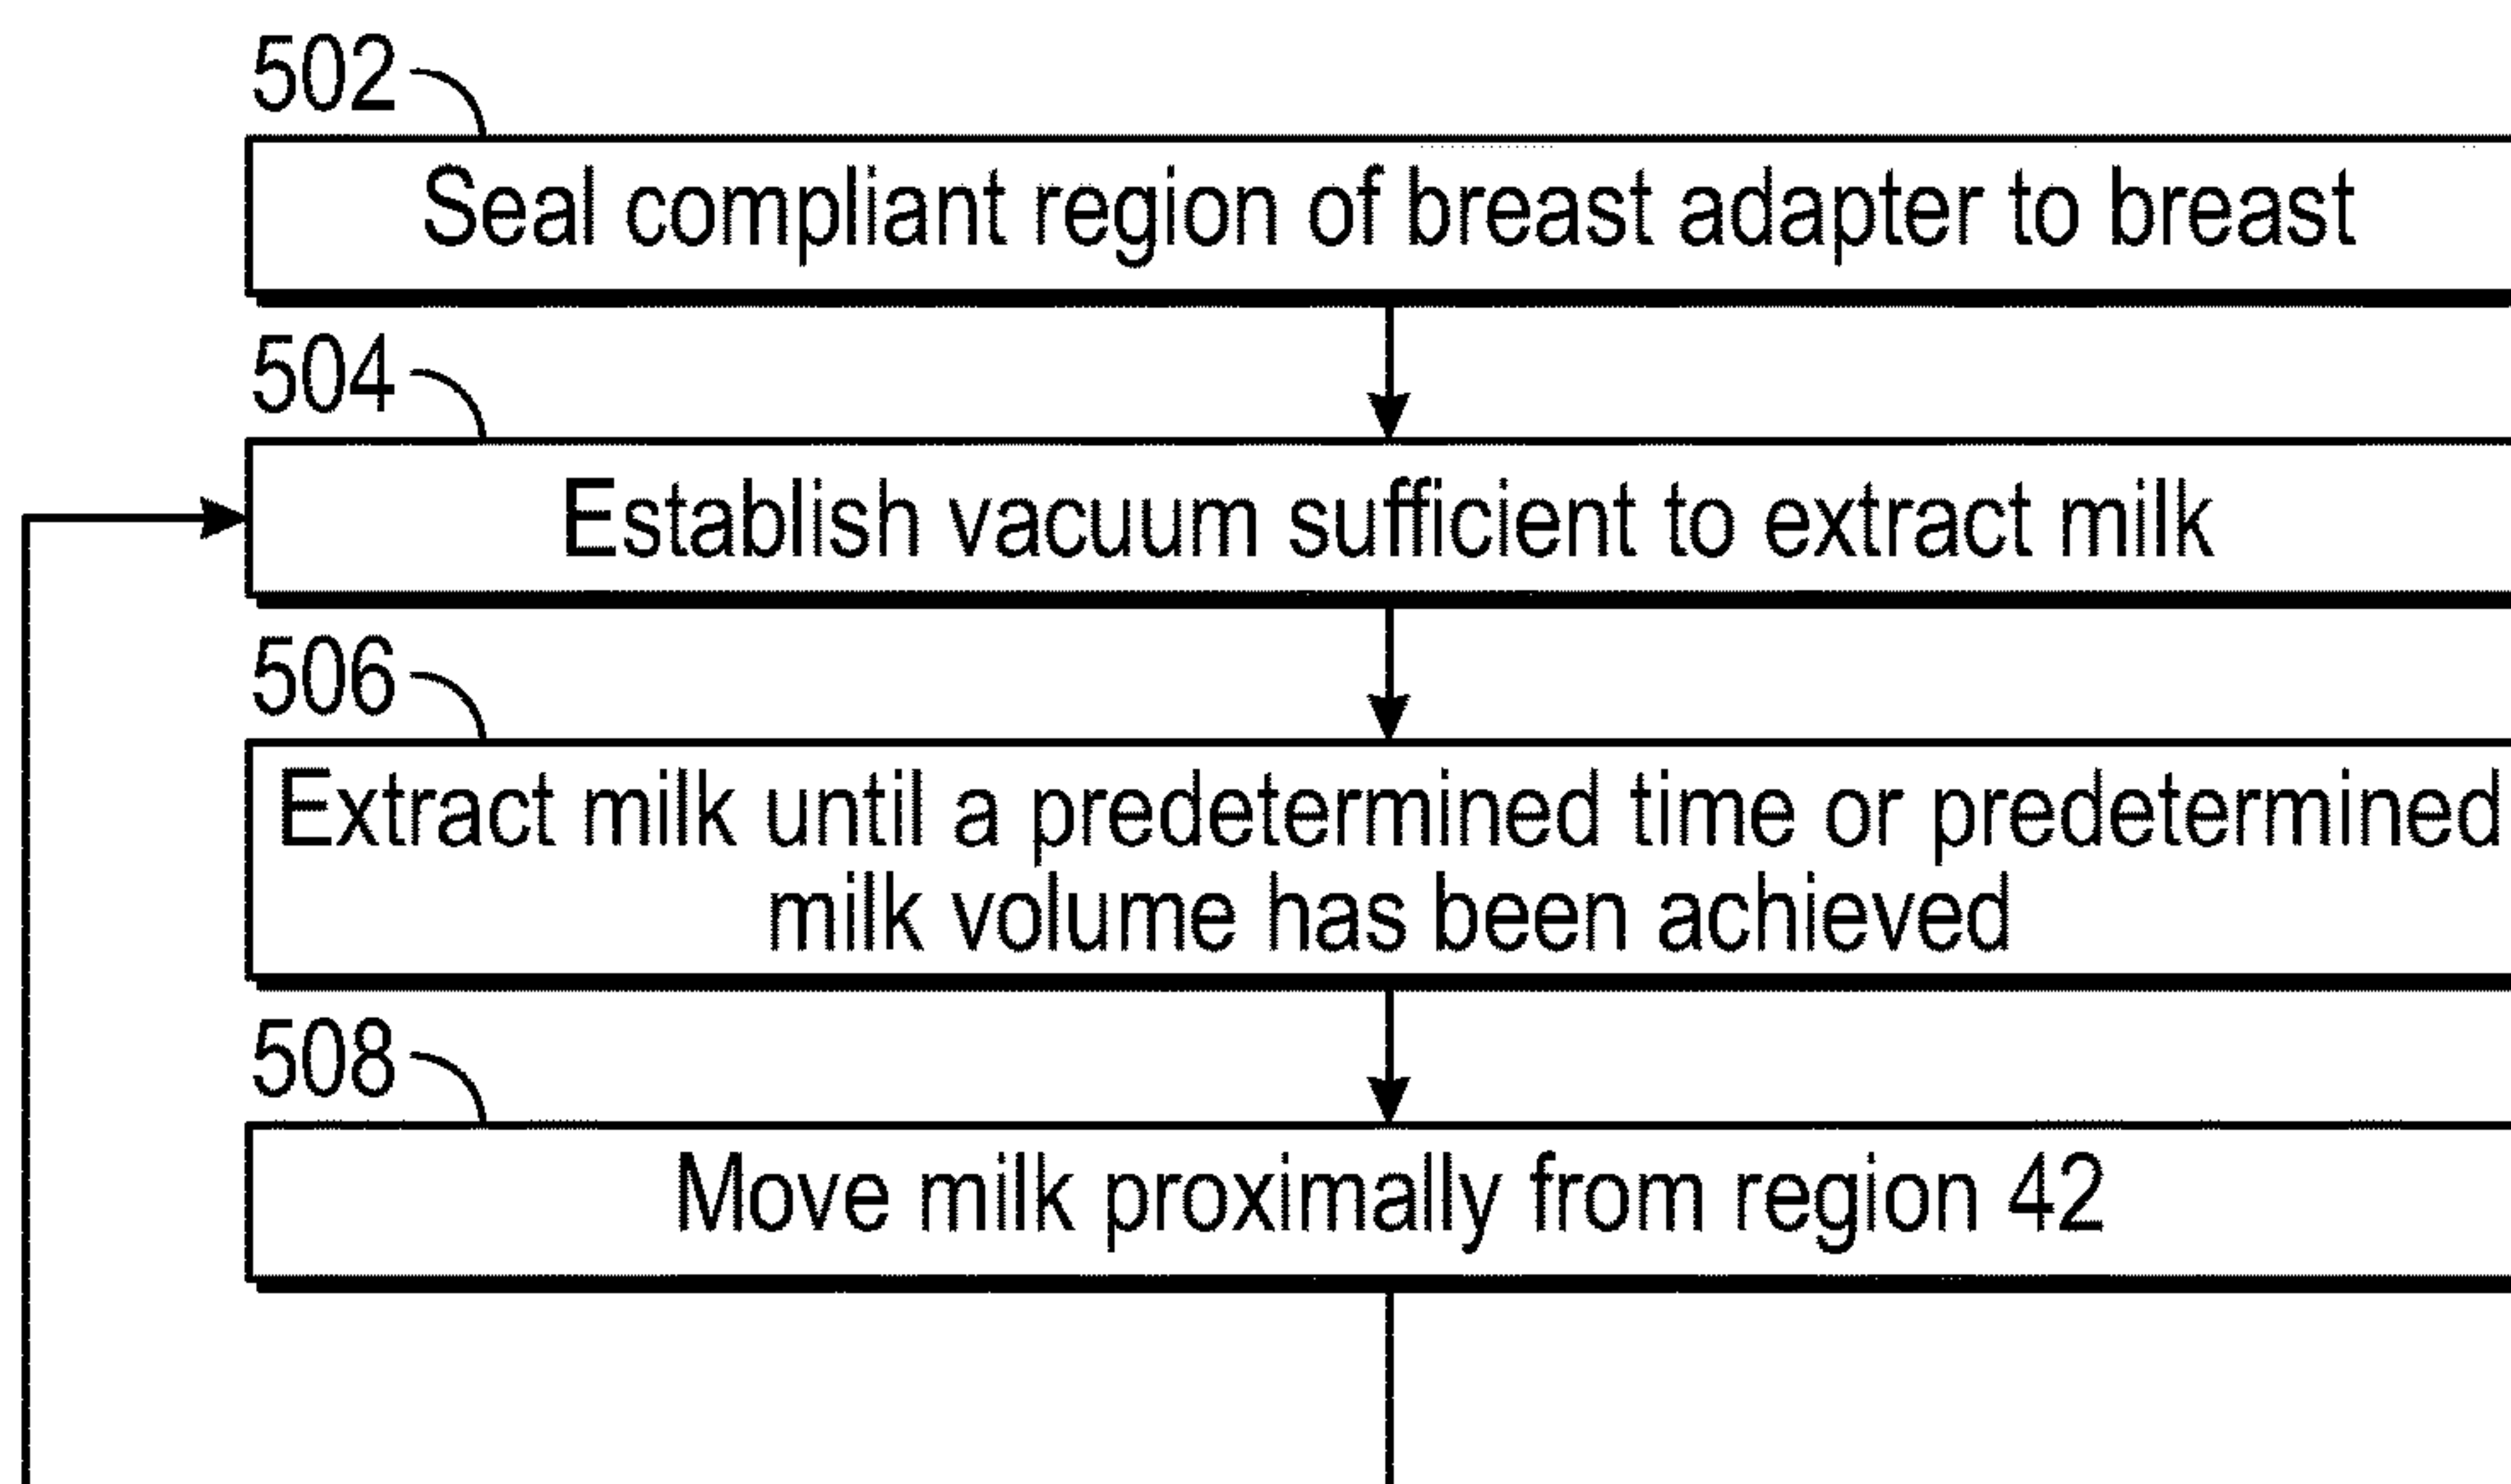 502
Seal compliant region of breast adapter to breast
504
Establish vacuum sufficient to extract milk
506
Extract milk until a predetermined time or predetermined
milk volume has been achieved
508
Move milk proximally from region 42